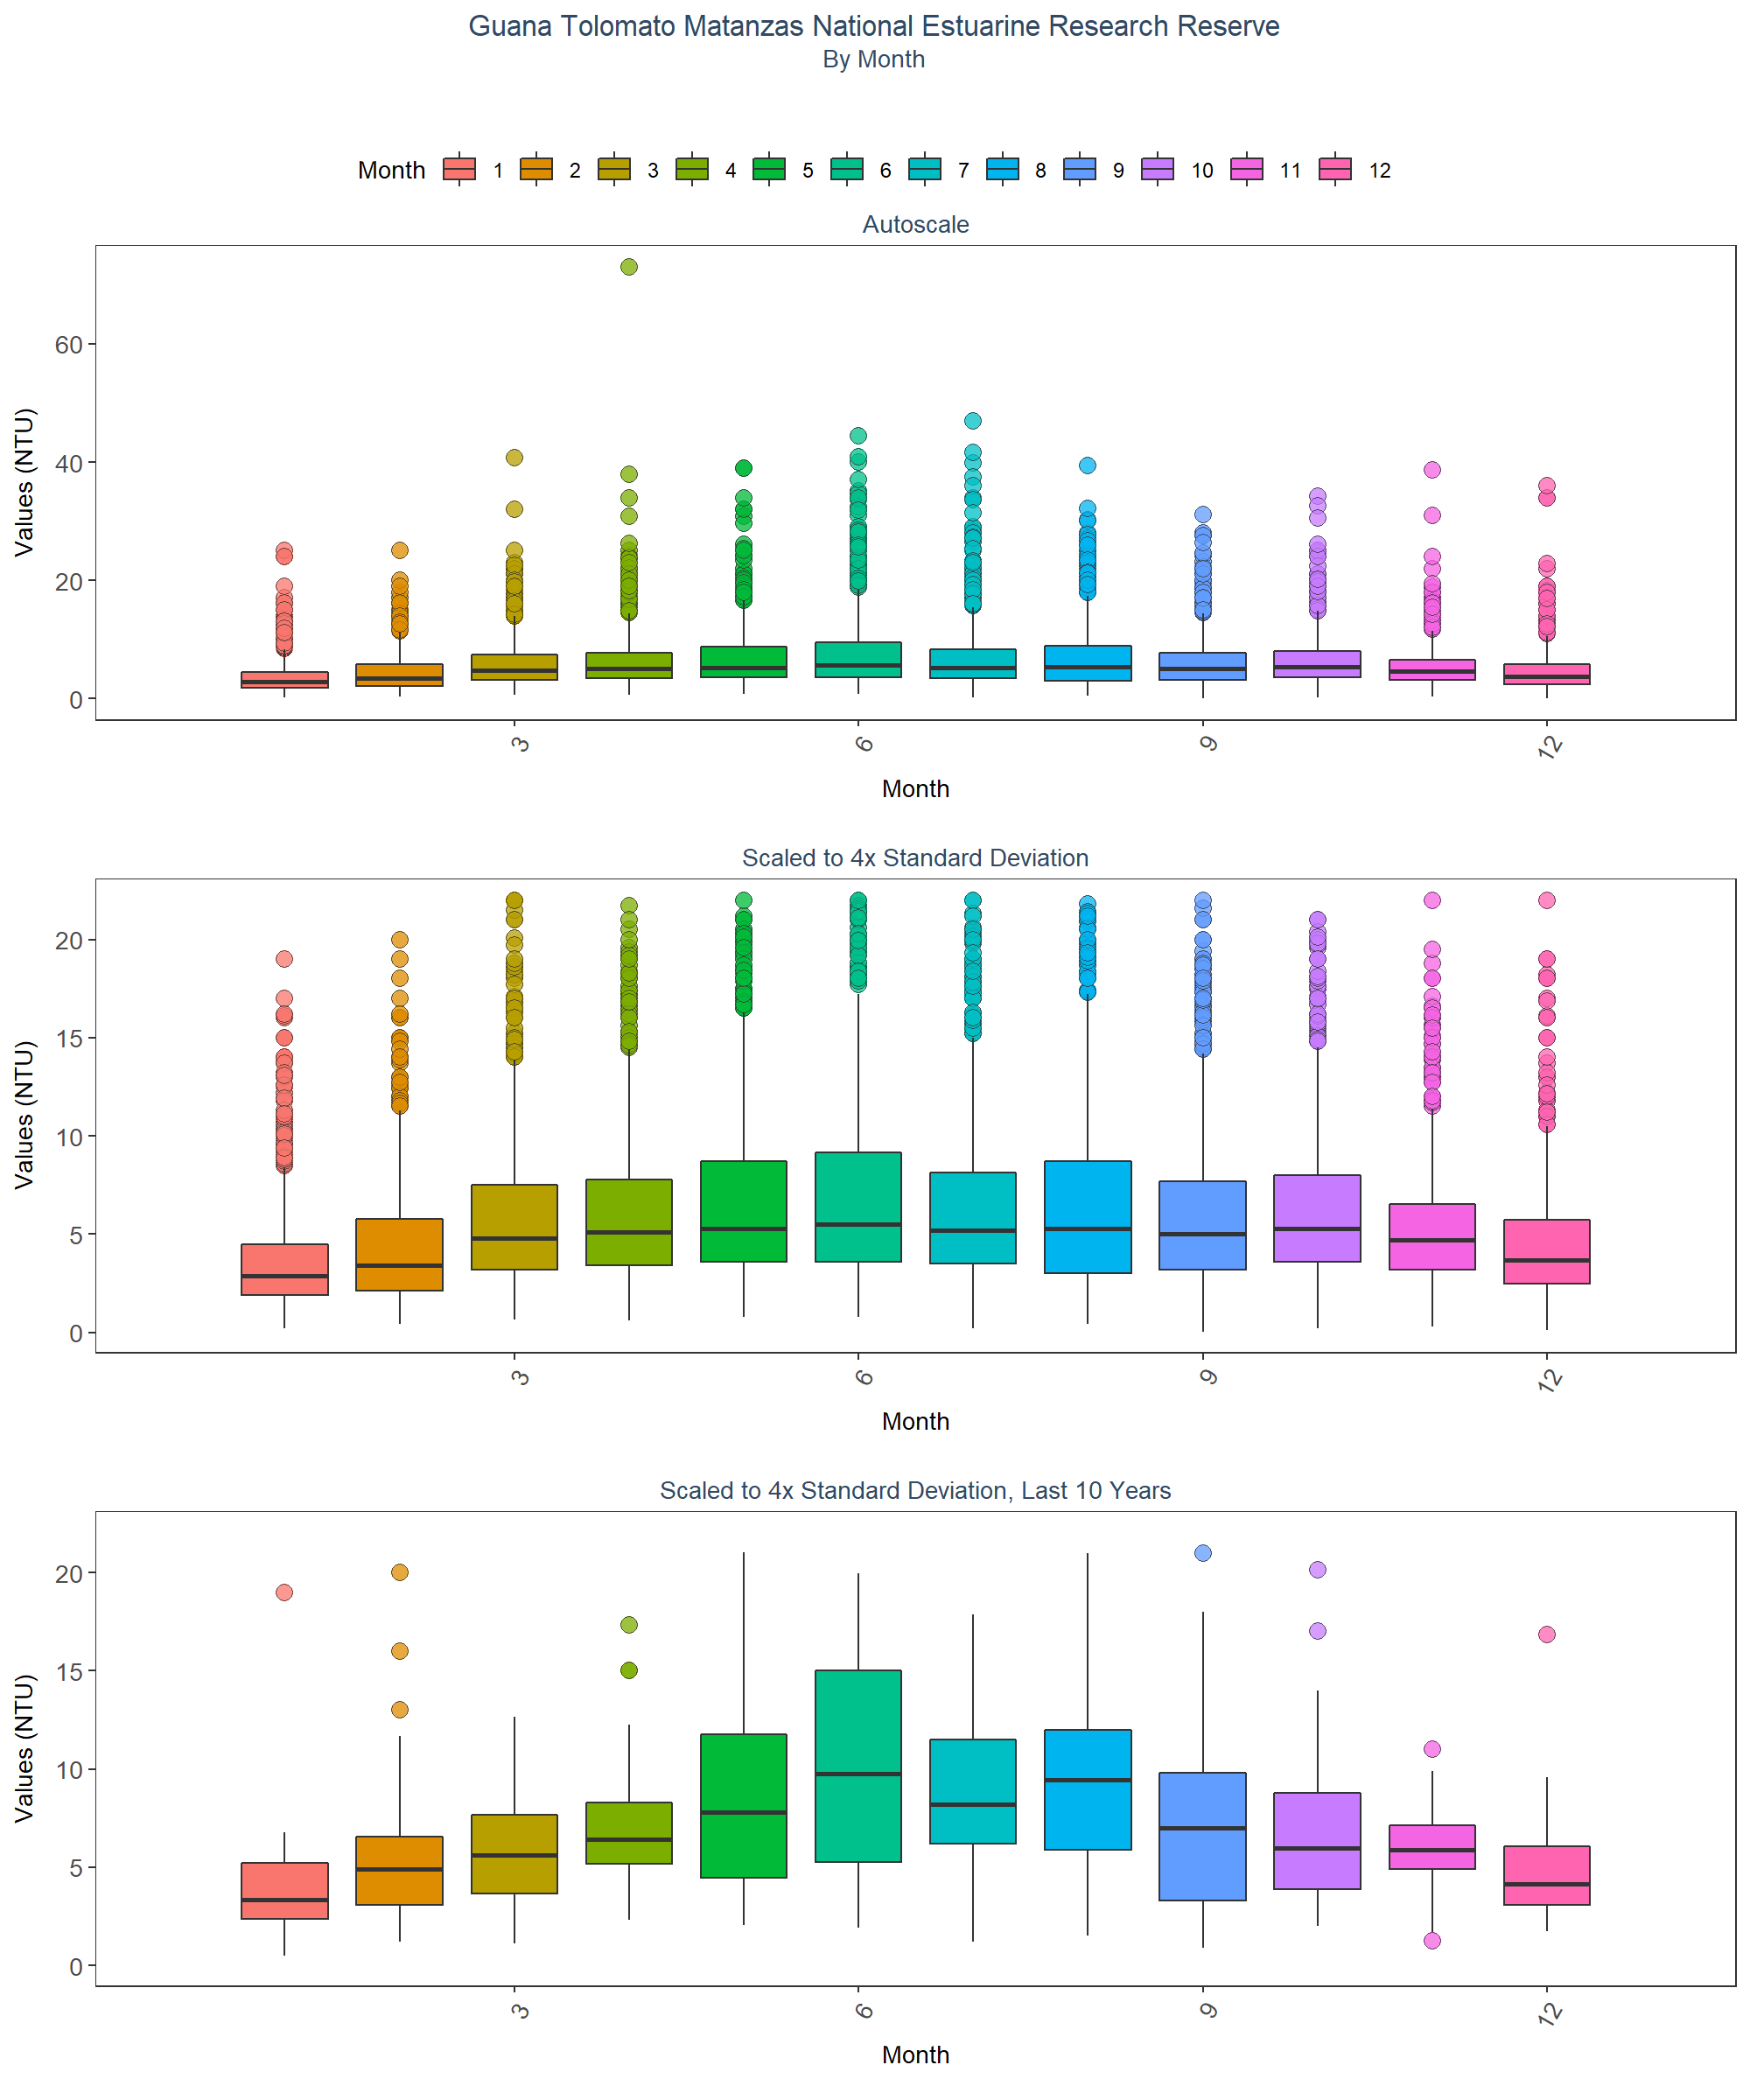 Guana Tolomato Matanzas National Estuarine Research Reserve
By Month
Month 1 2 3 4 5 6 7 8 9 10 11 12
Autoscale
Values (NTU)
60
40
20
0
3 6 9 12
Month
Scaled to 4x Standard Deviation
Values (NTU)
20
15
10
5
0
3 6 9 12
Month
Scaled to 4x Standard Deviation, Last 10 Years
Values (NTU)
20
15
10
5
0
3 6 9 12
Month